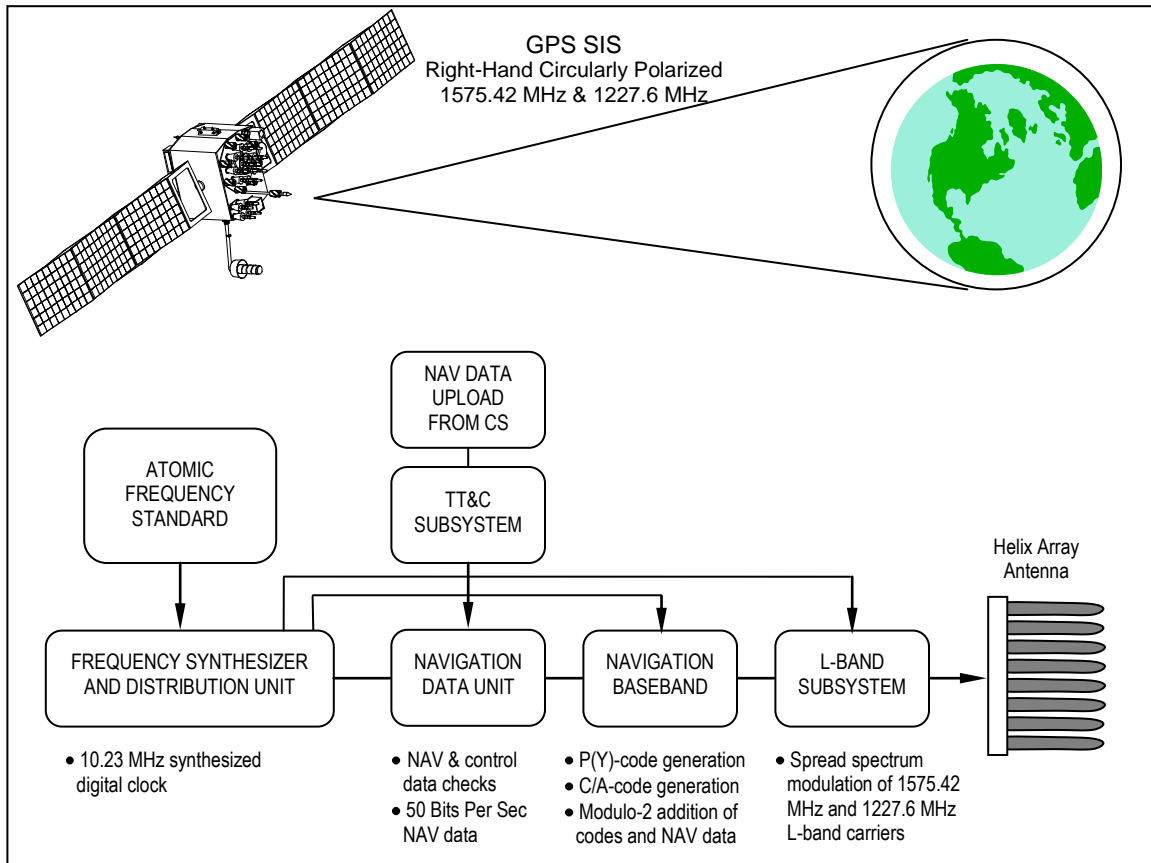 GPS SIS
Right-Hand Circularly Polarized
1575.42 MHz & 1227.6 MHz
NAV DATA
UPLOAD
FROM CS
ATOMIC
FREQUENCY
STANDARD
TT&C
SUBSYSTEM
Helix Array
Antenna
FREQUENCY SYNTHESIZER
AND DISTRIBUTION UNIT
NAVIGATION
DATA UNIT
NAVIGATION
BASEBAND
L-BAND
SUBSYSTEM
• 10.23 MHz synthesized
digital clock
• NAV & control
data checks
• 50 Bits Per Sec
NAV data
• P(Y)-code generation
• C/A-code generation
• Modulo-2 addition of
codes and NAV data
• Spread spectrum
modulation of 1575.42
MHz and 1227.6 MHz
L-band carriers